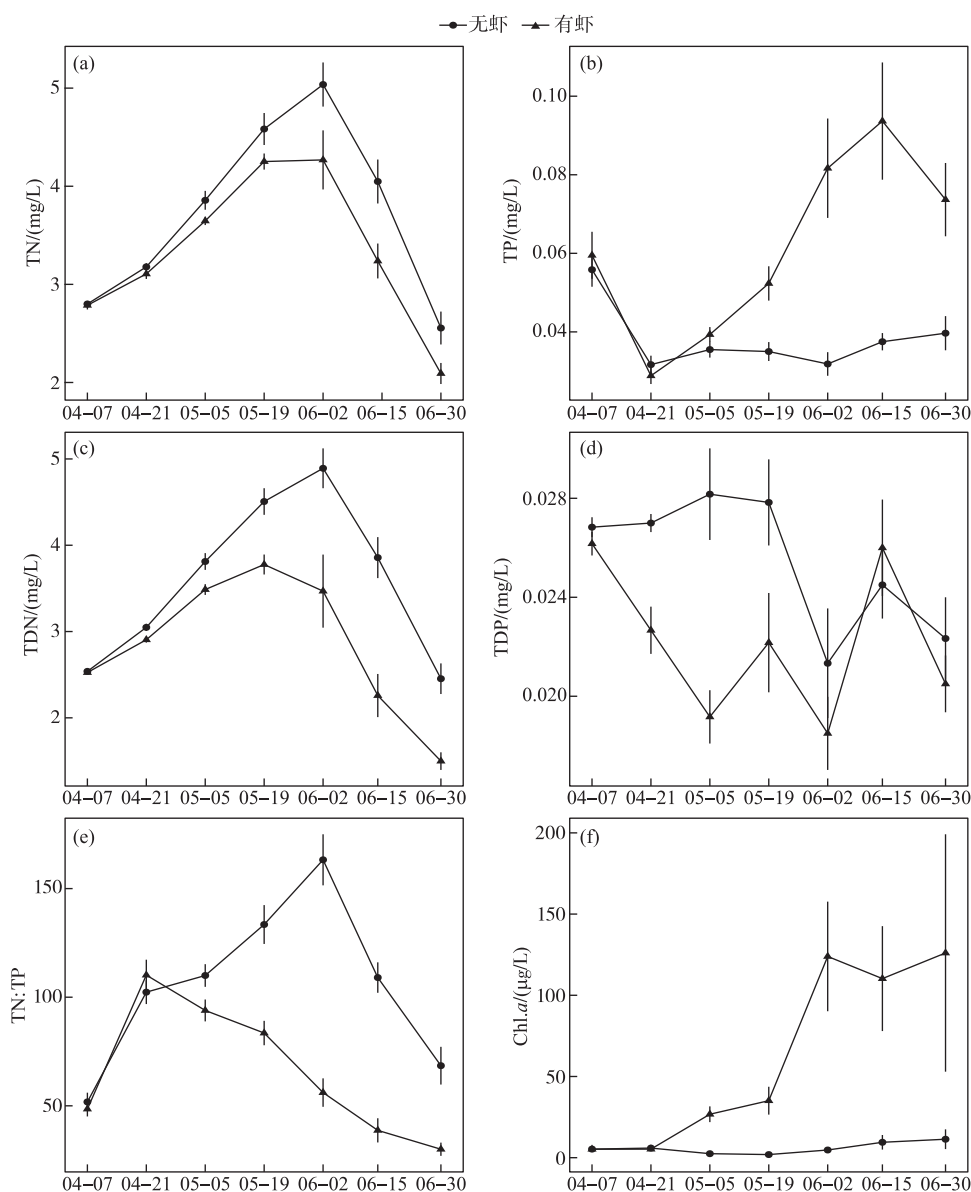 无虾 有虾
(a)
TN/(mg/L)
5
4
3
2
04-07 04-21 05-05 05-19 06-02 06-15 06-30
(b)
TP/(mg/L)
0.10
0.08
0.06
0.04
04-07 04-21 05-05 05-19 06-02 06-15 06-30
(c)
TDN/(mg/L)
5
4
3
2
04-07 04-21 05-05 05-19 06-02 06-15 06-30
(d)
TDP/(mg/L)
0.028
0.024
0.020
04-07 04-21 05-05 05-19 06-02 06-15 06-30
(e)
TN:TP
150
100
50
04-07 04-21 05-05 05-19 06-02 06-15 06-30
(f)
Chl.a/(μg/L)
200
150
100
50
0
04-07 04-21 05-05 05-19 06-02 06-15 06-30